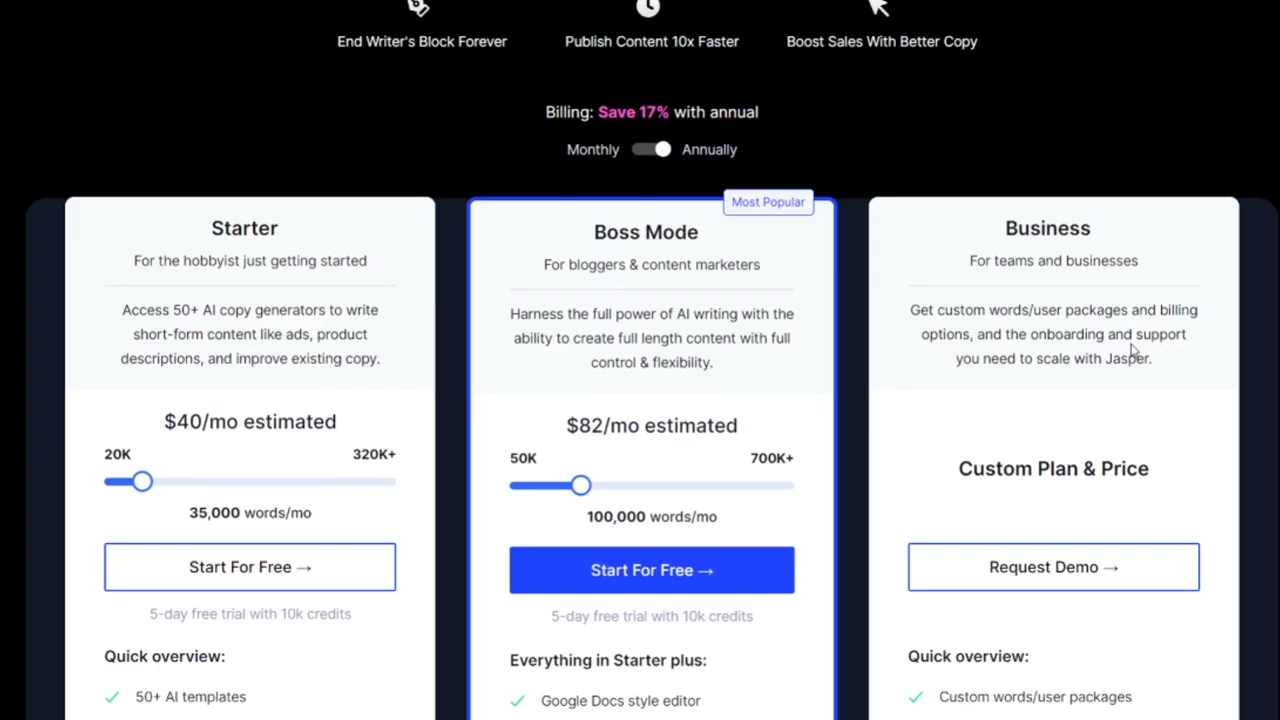 End Writer's Block Forever
Publish Content 10x Faster
Boost Sales With Better Copy
Billing: Save 17% with annual
Monthly
Annually
Starter
For the hobbyist just getting started
Access 50+ AI copy generators to write
short-form content like ads, product
descriptions, and improve existing copy.
$40/mo estimated
20K
320K+
35,000 words/mo
Start For Free →
5-day free trial with 10k credits
Quick overview:
50+ AI templates
Most Popular
Boss Mode
For bloggers & content marketers
Harness the full power of AI writing with the
ability to create full length content with full
control & flexibility.
$82/mo estimated
50K
700K+
100,000 words/mo
Start For Free →
5-day free trial with 10k credits
Everything in Starter plus:
Google Docs style editor
Business
For teams and businesses
Get custom words/user packages and billing
options, and the onboarding and support
you need to scale with Jasper.
Custom Plan & Price
Request Demo →
Quick overview:
Custom words/user packages